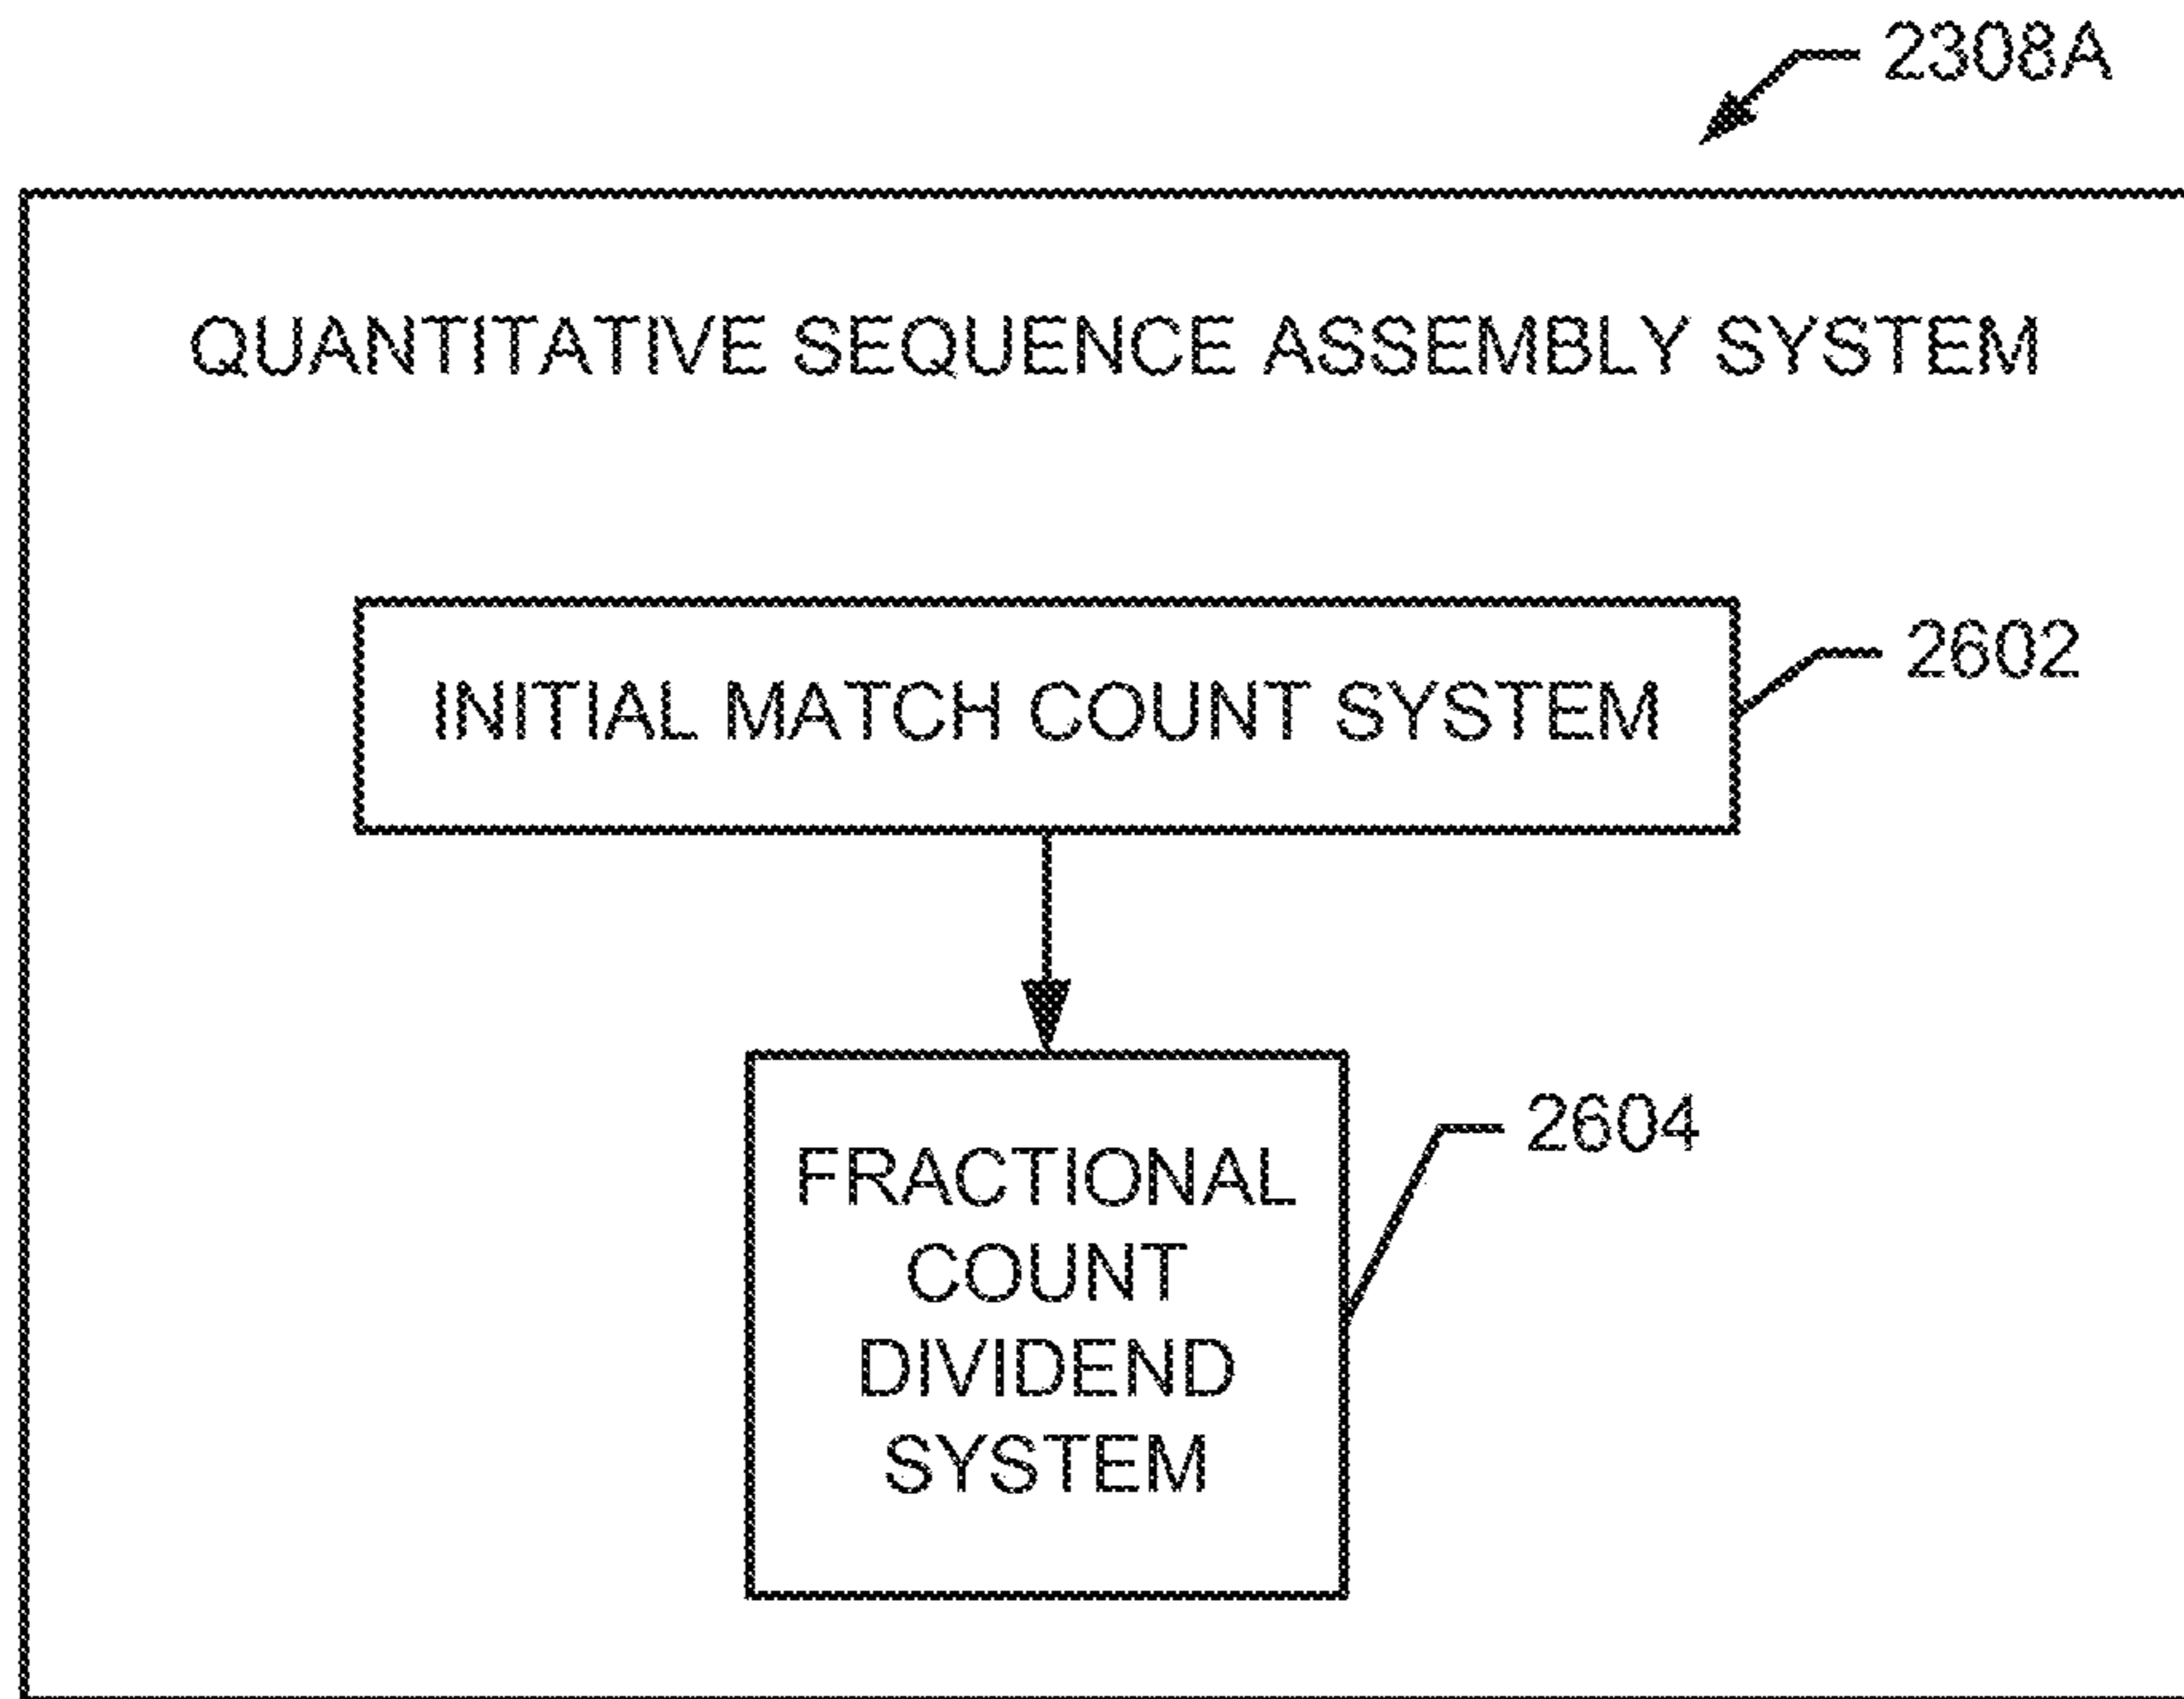 2308A
QUANTITATIVE SEQUENCE ASSEMBLY SYSTEM
INITIAL MATCH COUNT SYSTEM
2602
FRACTIONAL
COUNT
DIVIDEND
SYSTEM
2604